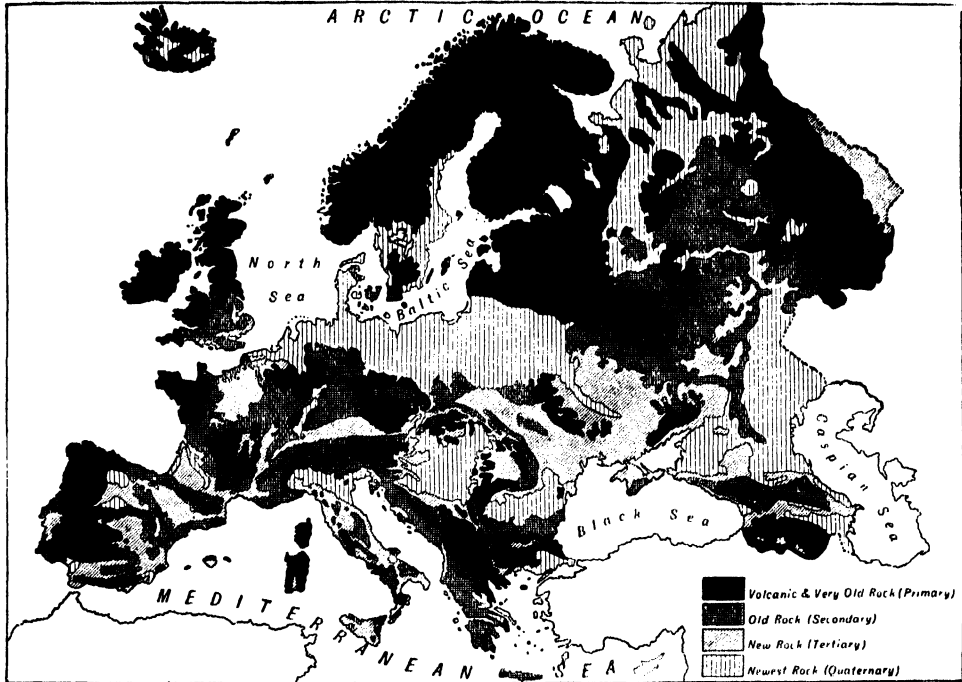 ARCTIC OCEAN
North
Sea
Baltic Sea
Caspian Sea
Black Sea
MEDITERRANEAN SEA
Volcanic & Very Old Rock (Primary)
Old Rock (Secondary)
New Rock (Tertiary)
Newest Rock (Quaternary)